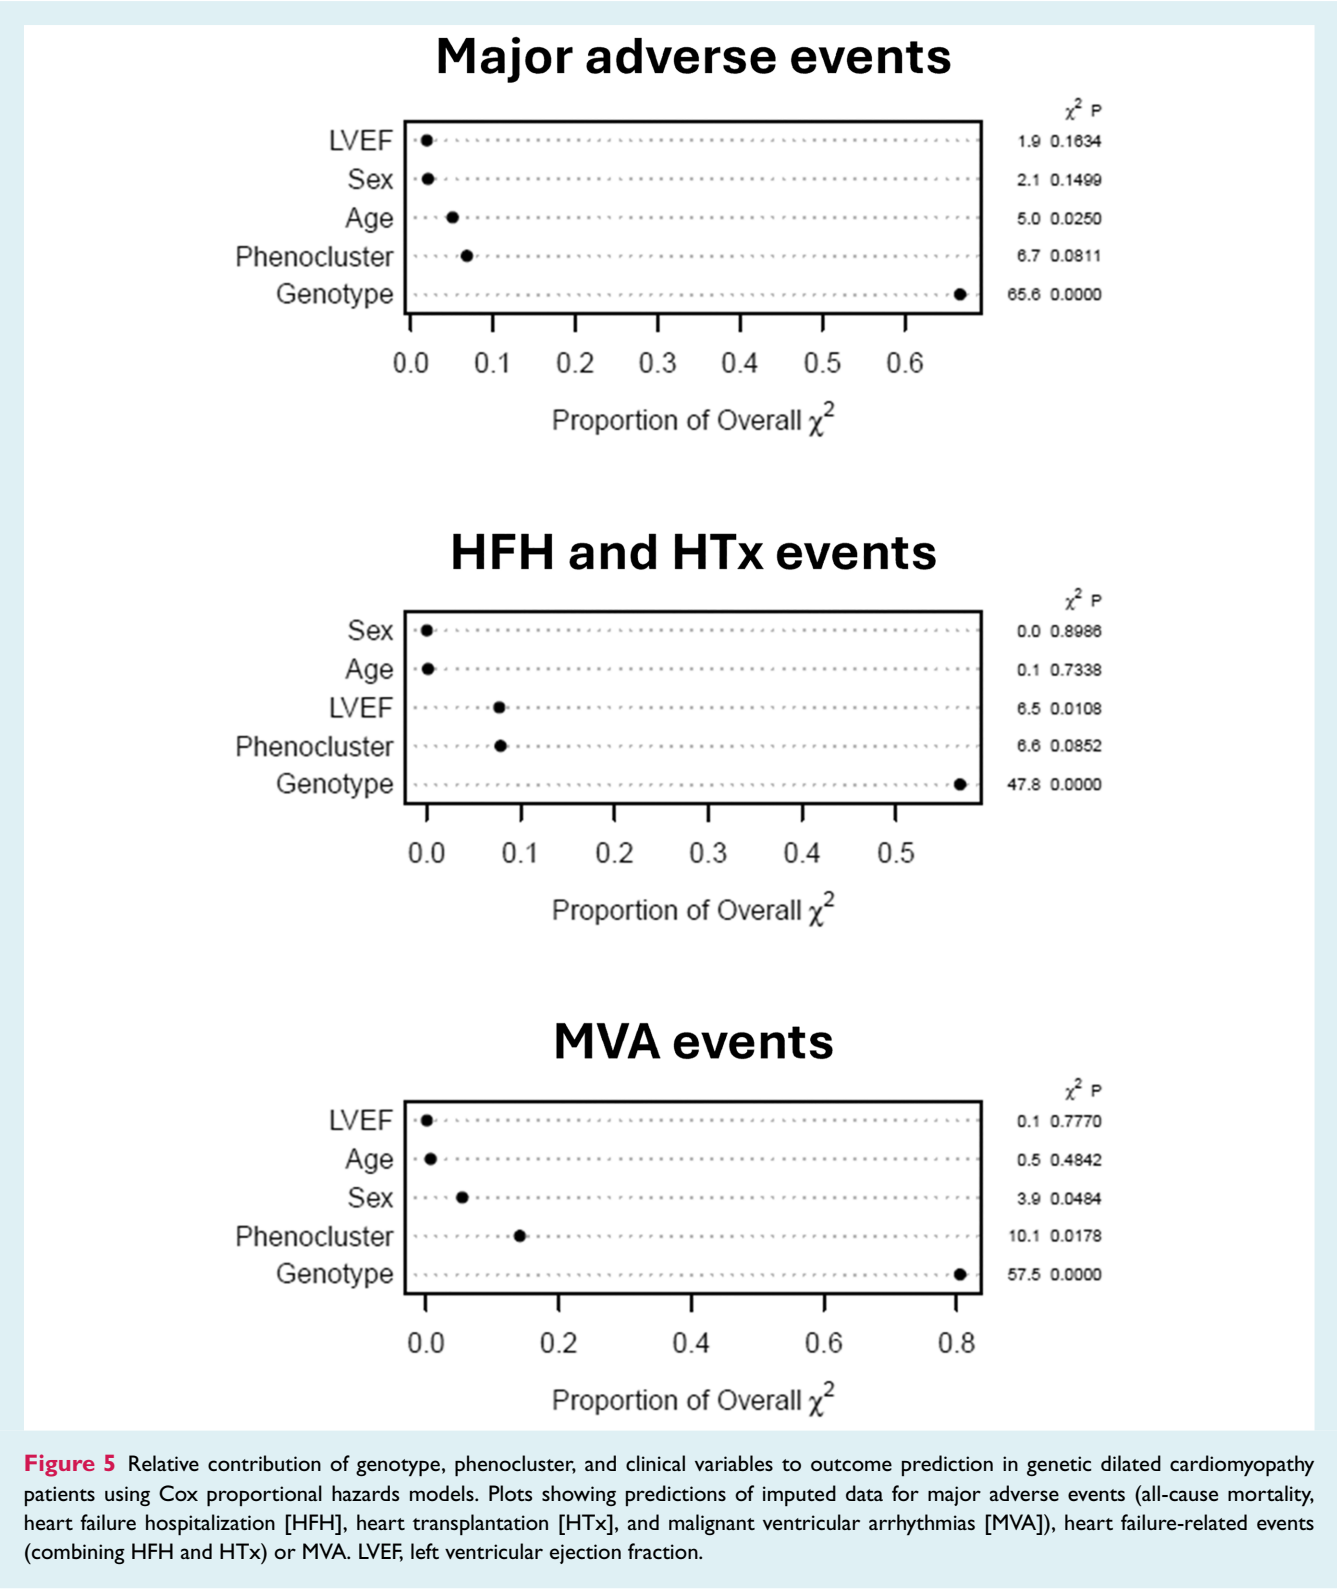 Major adverse events
χ² P
LVEF 1.9 0.1634
Sex 2.1 0.1499
Age 5.0 0.0250
Phenocluster 6.7 0.0811
Genotype 65.6 0.0000
0.0 0.1 0.2 0.3 0.4 0.5 0.6
Proportion of Overall χ²
HFH and HTx events
χ² P
Sex 0.0 0.8986
Age 0.1 0.7338
LVEF 6.5 0.0108
Phenocluster 6.6 0.0852
Genotype 47.8 0.0000
0.0 0.1 0.2 0.3 0.4 0.5
Proportion of Overall χ²
MVA events
χ² P
LVEF 0.1 0.7770
Age 0.5 0.4842
Sex 3.9 0.0484
Phenocluster 10.1 0.0178
Genotype 57.5 0.0000
0.0 0.2 0.4 0.6 0.8
Proportion of Overall χ²
Figure 5 Relative contribution of genotype, phenocluster, and clinical variables to outcome prediction in genetic dilated cardiomyopathy
patients using Cox proportional hazards models. Plots showing predictions of imputed data for major adverse events (all-cause mortality,
heart failure hospitalization [HFH], heart transplantation [HTx], and malignant ventricular arrhythmias [MVA]), heart failure-related events
(combining HFH and HTx) or MVA. LVEF, left ventricular ejection fraction.